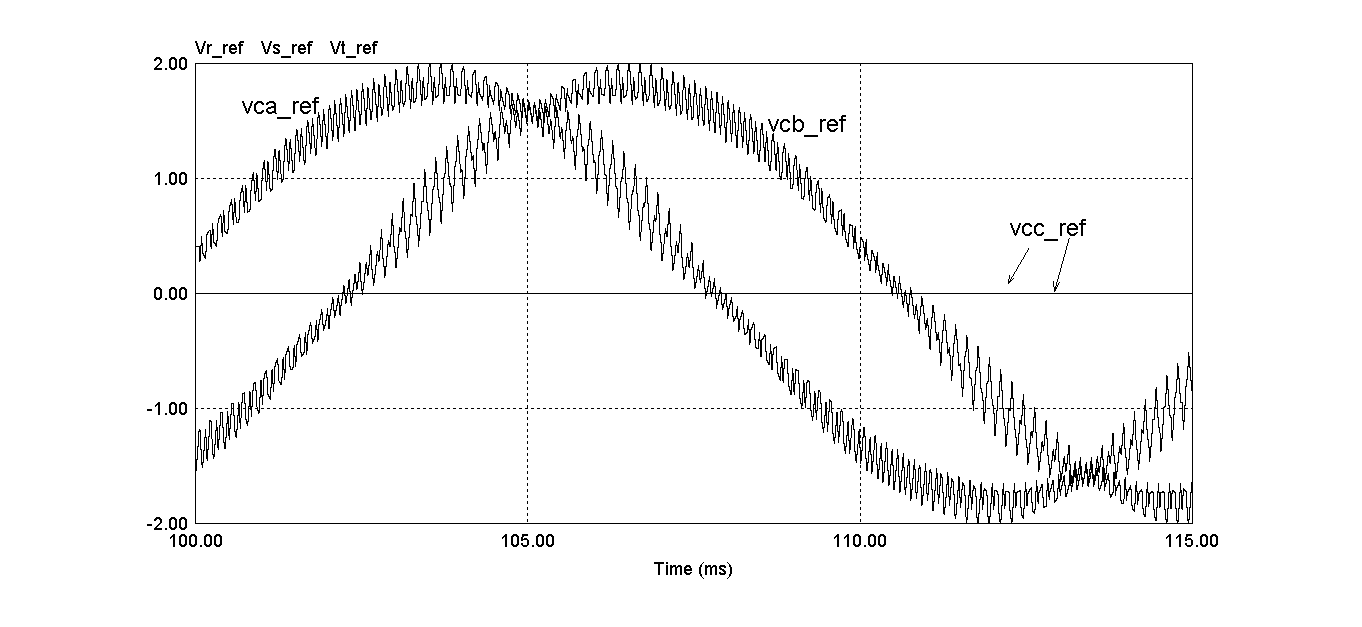 Vr_ref Vs_ref Vt_ref
2.00
vca_ref
vcb_ref
1.00
vcc_ref
0.00
-1.00
-2.00
100.00 105.00 110.00 115.00
Time (ms)